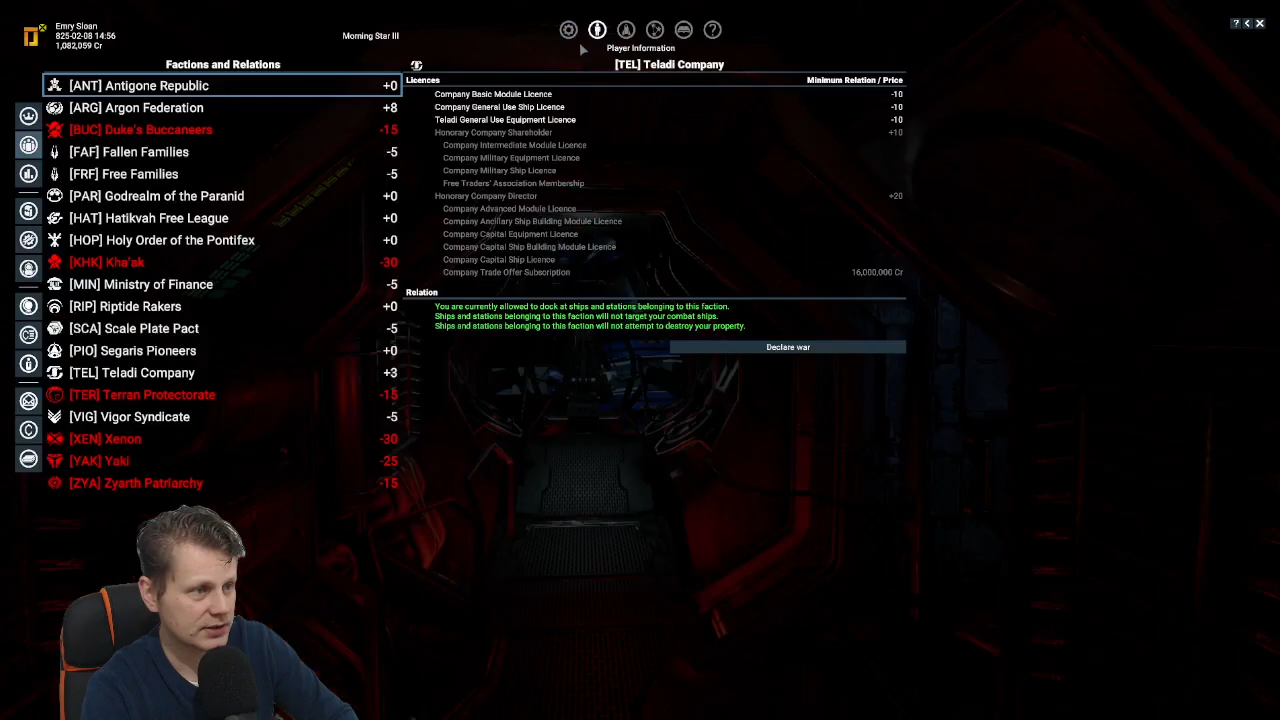 Emry Sloan
825-02-08 14:56
1,082,059 Cr
Morning Star III
Player Information
Factions and Relations
[ANT] Antigone Republic +0
[ARG] Argon Federation +8
[BUC] Duke's Buccaneers -15
[FAF] Fallen Families -5
[FRF] Free Families -5
[PAR] Godrealm of the Paranid +0
[HAT] Hatikvah Free League +0
[HOP] Holy Order of the Pontifex +0
[KHK] Kha'ak -30
[MIN] Ministry of Finance -5
[RIP] Riptide Rakers +0
[SCA] Scale Plate Pact -5
[PIO] Segaris Pioneers +0
[TEL] Teladi Company +3
[TER] Terran Protectorate -15
[VIG] Vigor Syndicate -5
[XEN] Xenon -30
[YAK] Yaki -25
[ZYA] Zyarth Patriarchy -15
[TEL] Teladi Company
Licences Minimum Relation / Price
Company Basic Module Licence -10
Company General Use Ship Licence -10
Teladi General Use Equipment Licence -10
Honorary Company Shareholder +10
Company Intermediate Module Licence
Company Military Equipment Licence
Company Military Ship Licence
Free Traders' Association Membership
Honorary Company Director +20
Company Advanced Module Licence
Company Ancillary Ship Building Module Licence
Company Capital Equipment Licence
Company Capital Ship Building Module Licence
Company Capital Ship Licence
Company Trade Offer Subscription 16,000,000 Cr
Relation
You are currently allowed to dock at ships and stations belonging to this faction.
Ships and stations belonging to this faction will not target your combat ships.
Ships and stations belonging to this faction will not attempt to destroy your property.
Declare war